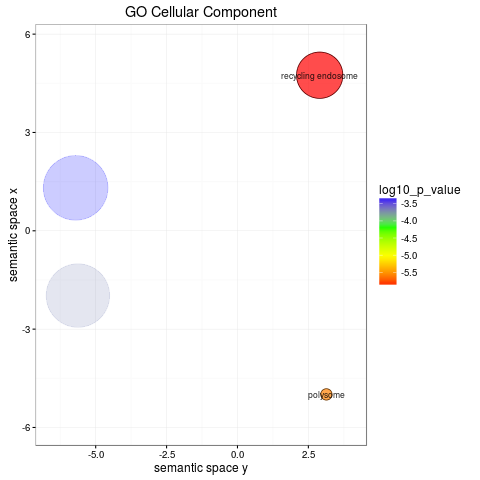 GO Cellular Component
6
3
0
-3
-6
semantic space x
recycling endosome
polysome
-5.0
-2.5
0.0
2.5
semantic space y
log10_p_value
-3.5
-4.0
-4.5
-5.0
-5.5